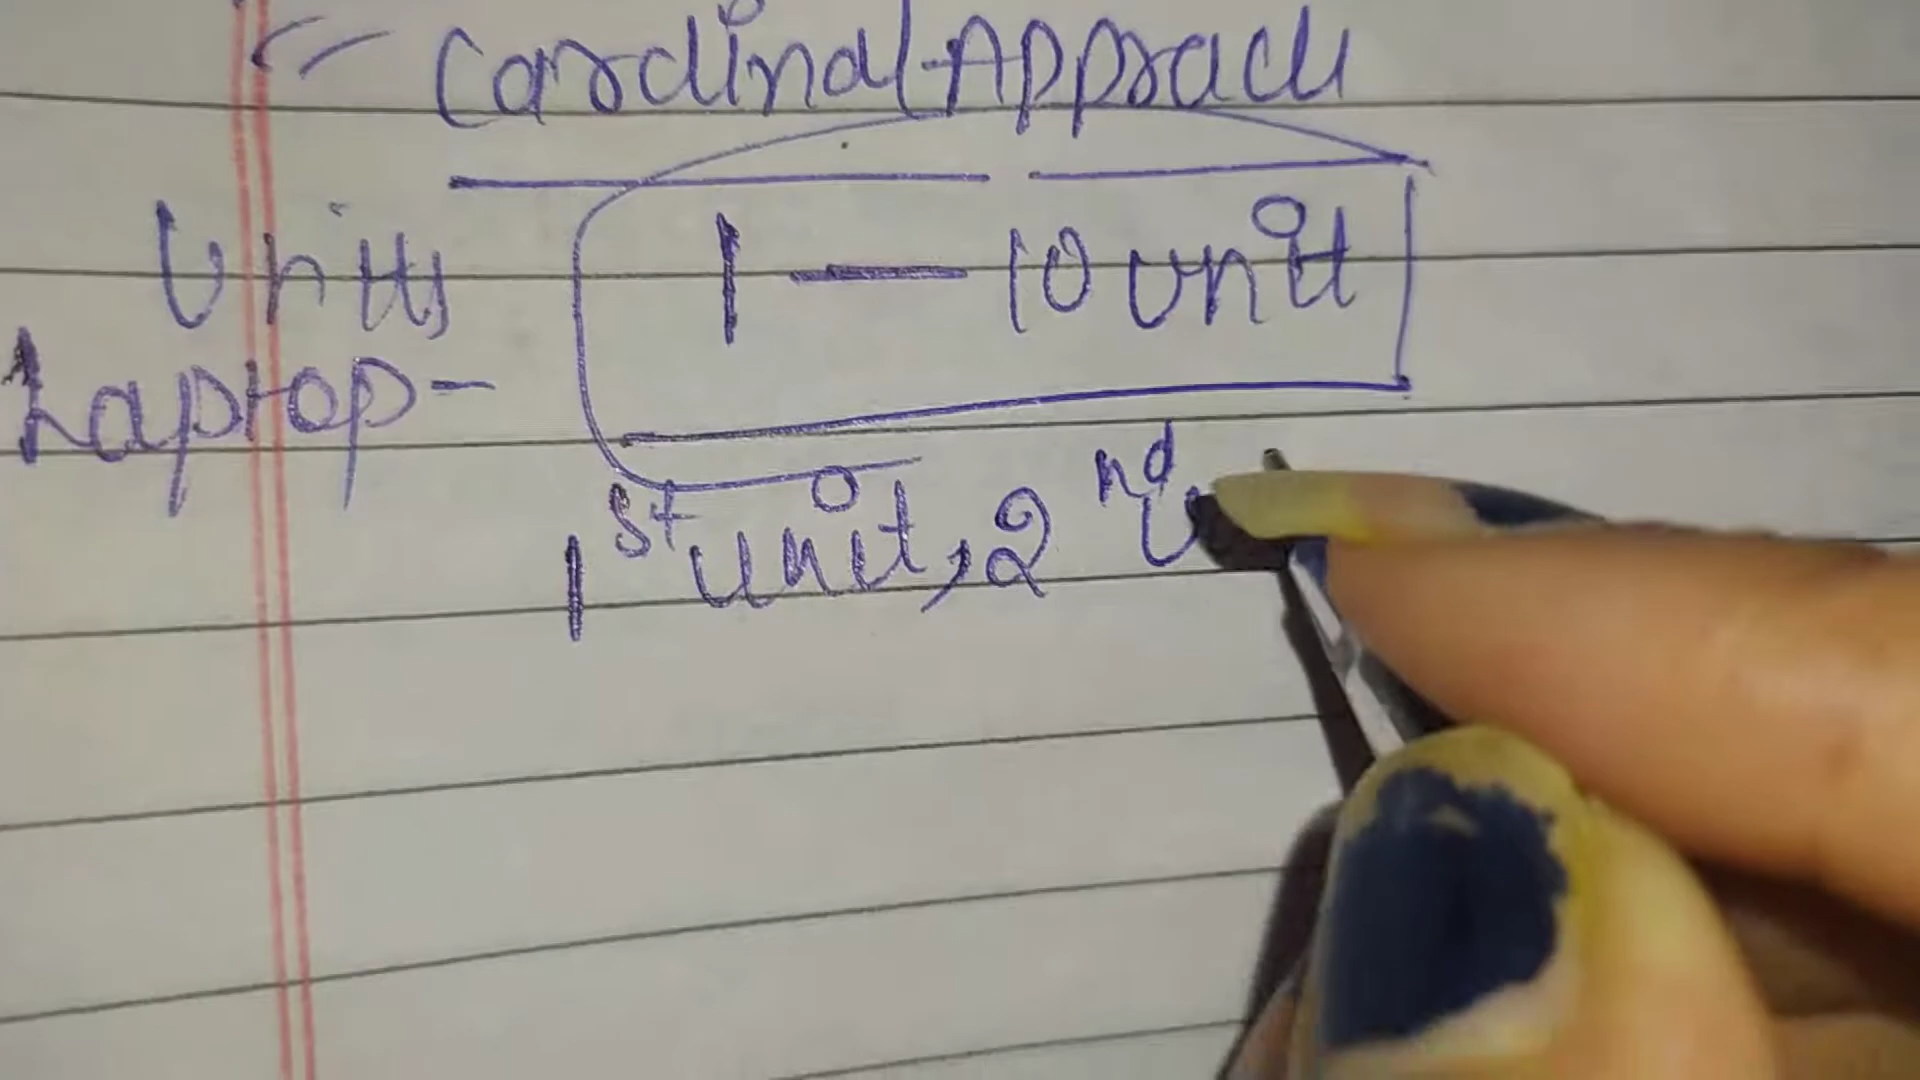 Cardinal Approach
Units 1 — 10 unit
Laptop -
1st unit, 2nd u